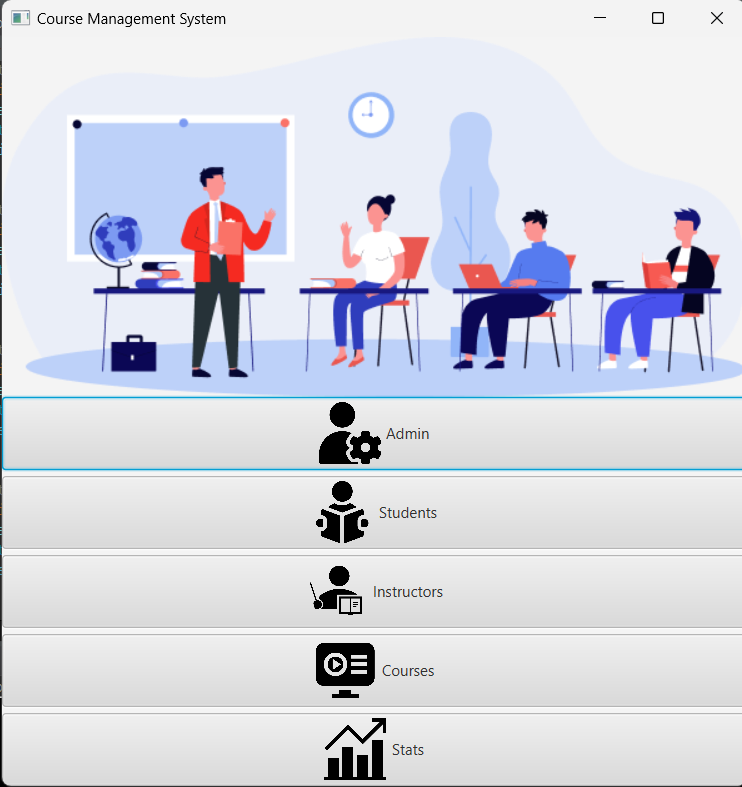 Course Management System
Admin
Students
Instructors
Courses
Stats